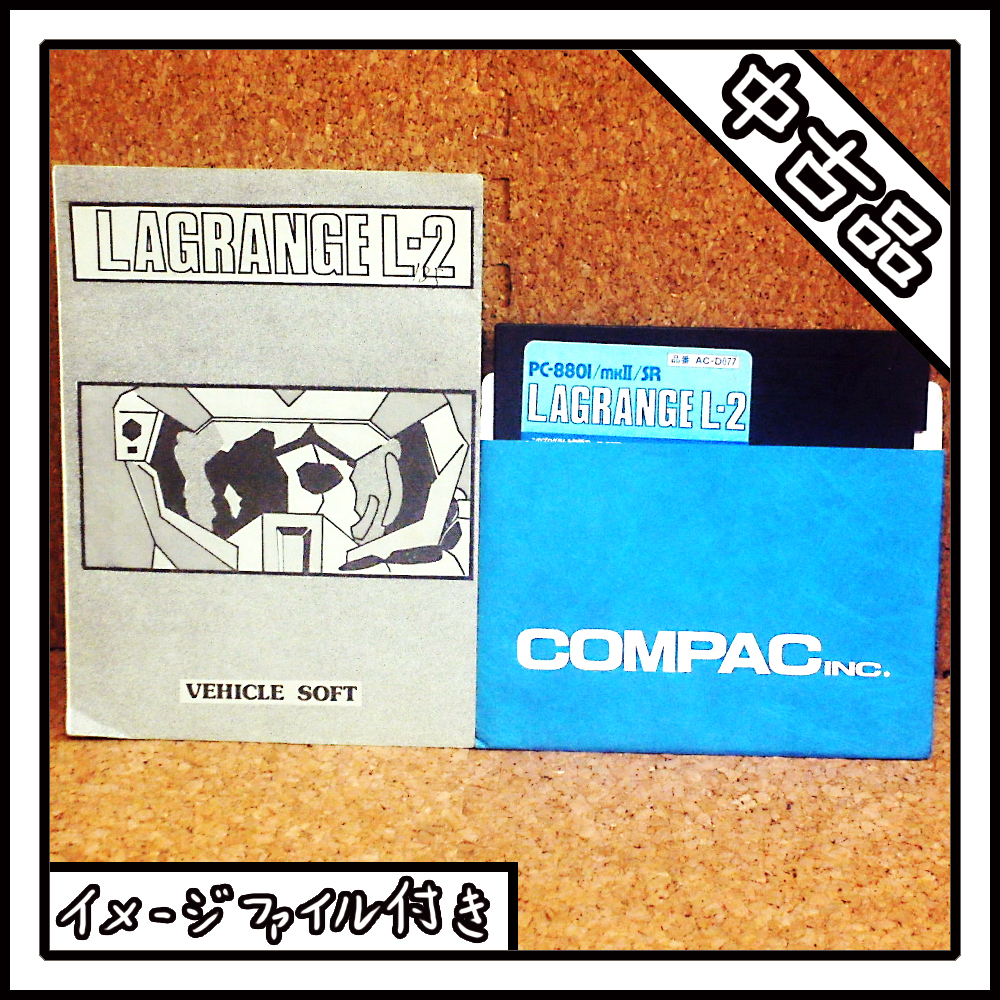 中古品
LAGRANGE L-2
VEHICLE SOFT
品番 AC-D077
PC-8801/mkII/SR
LAGRANGE L-2
COMPAC INC.
イメージファイル付き